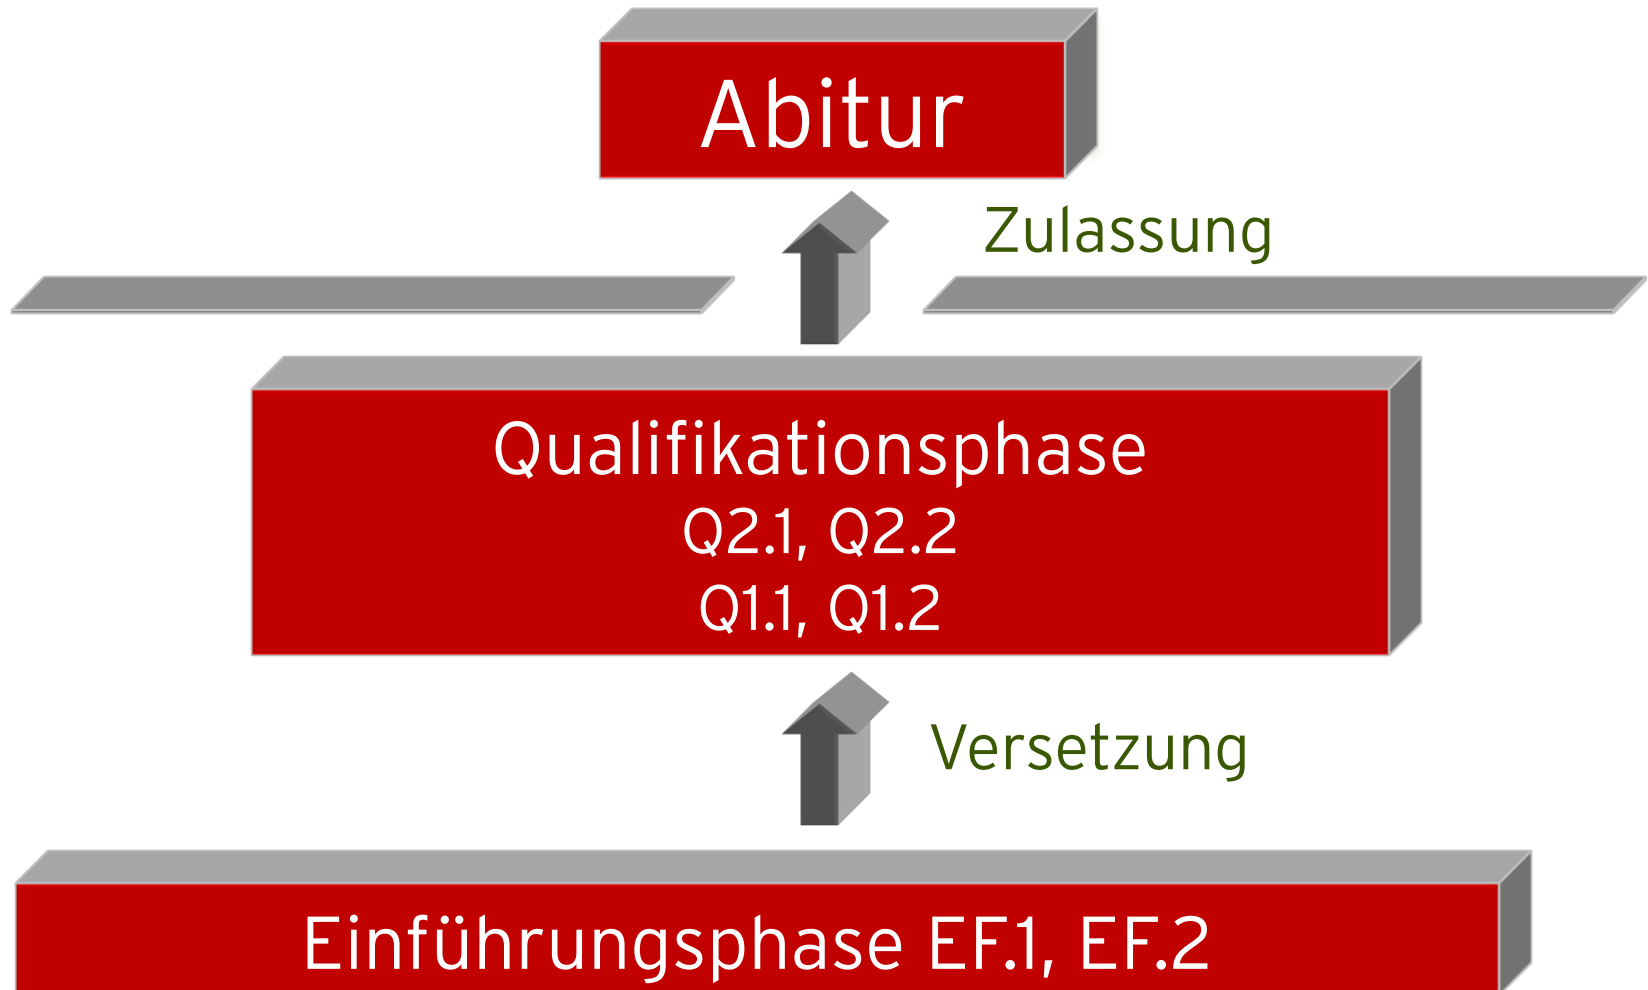 Abitur
Zulassung
Qualifikationsphase
Q2.1, Q2.2
Q1.1, Q1.2
Versetzung
Einführungsphase EF.1, EF.2